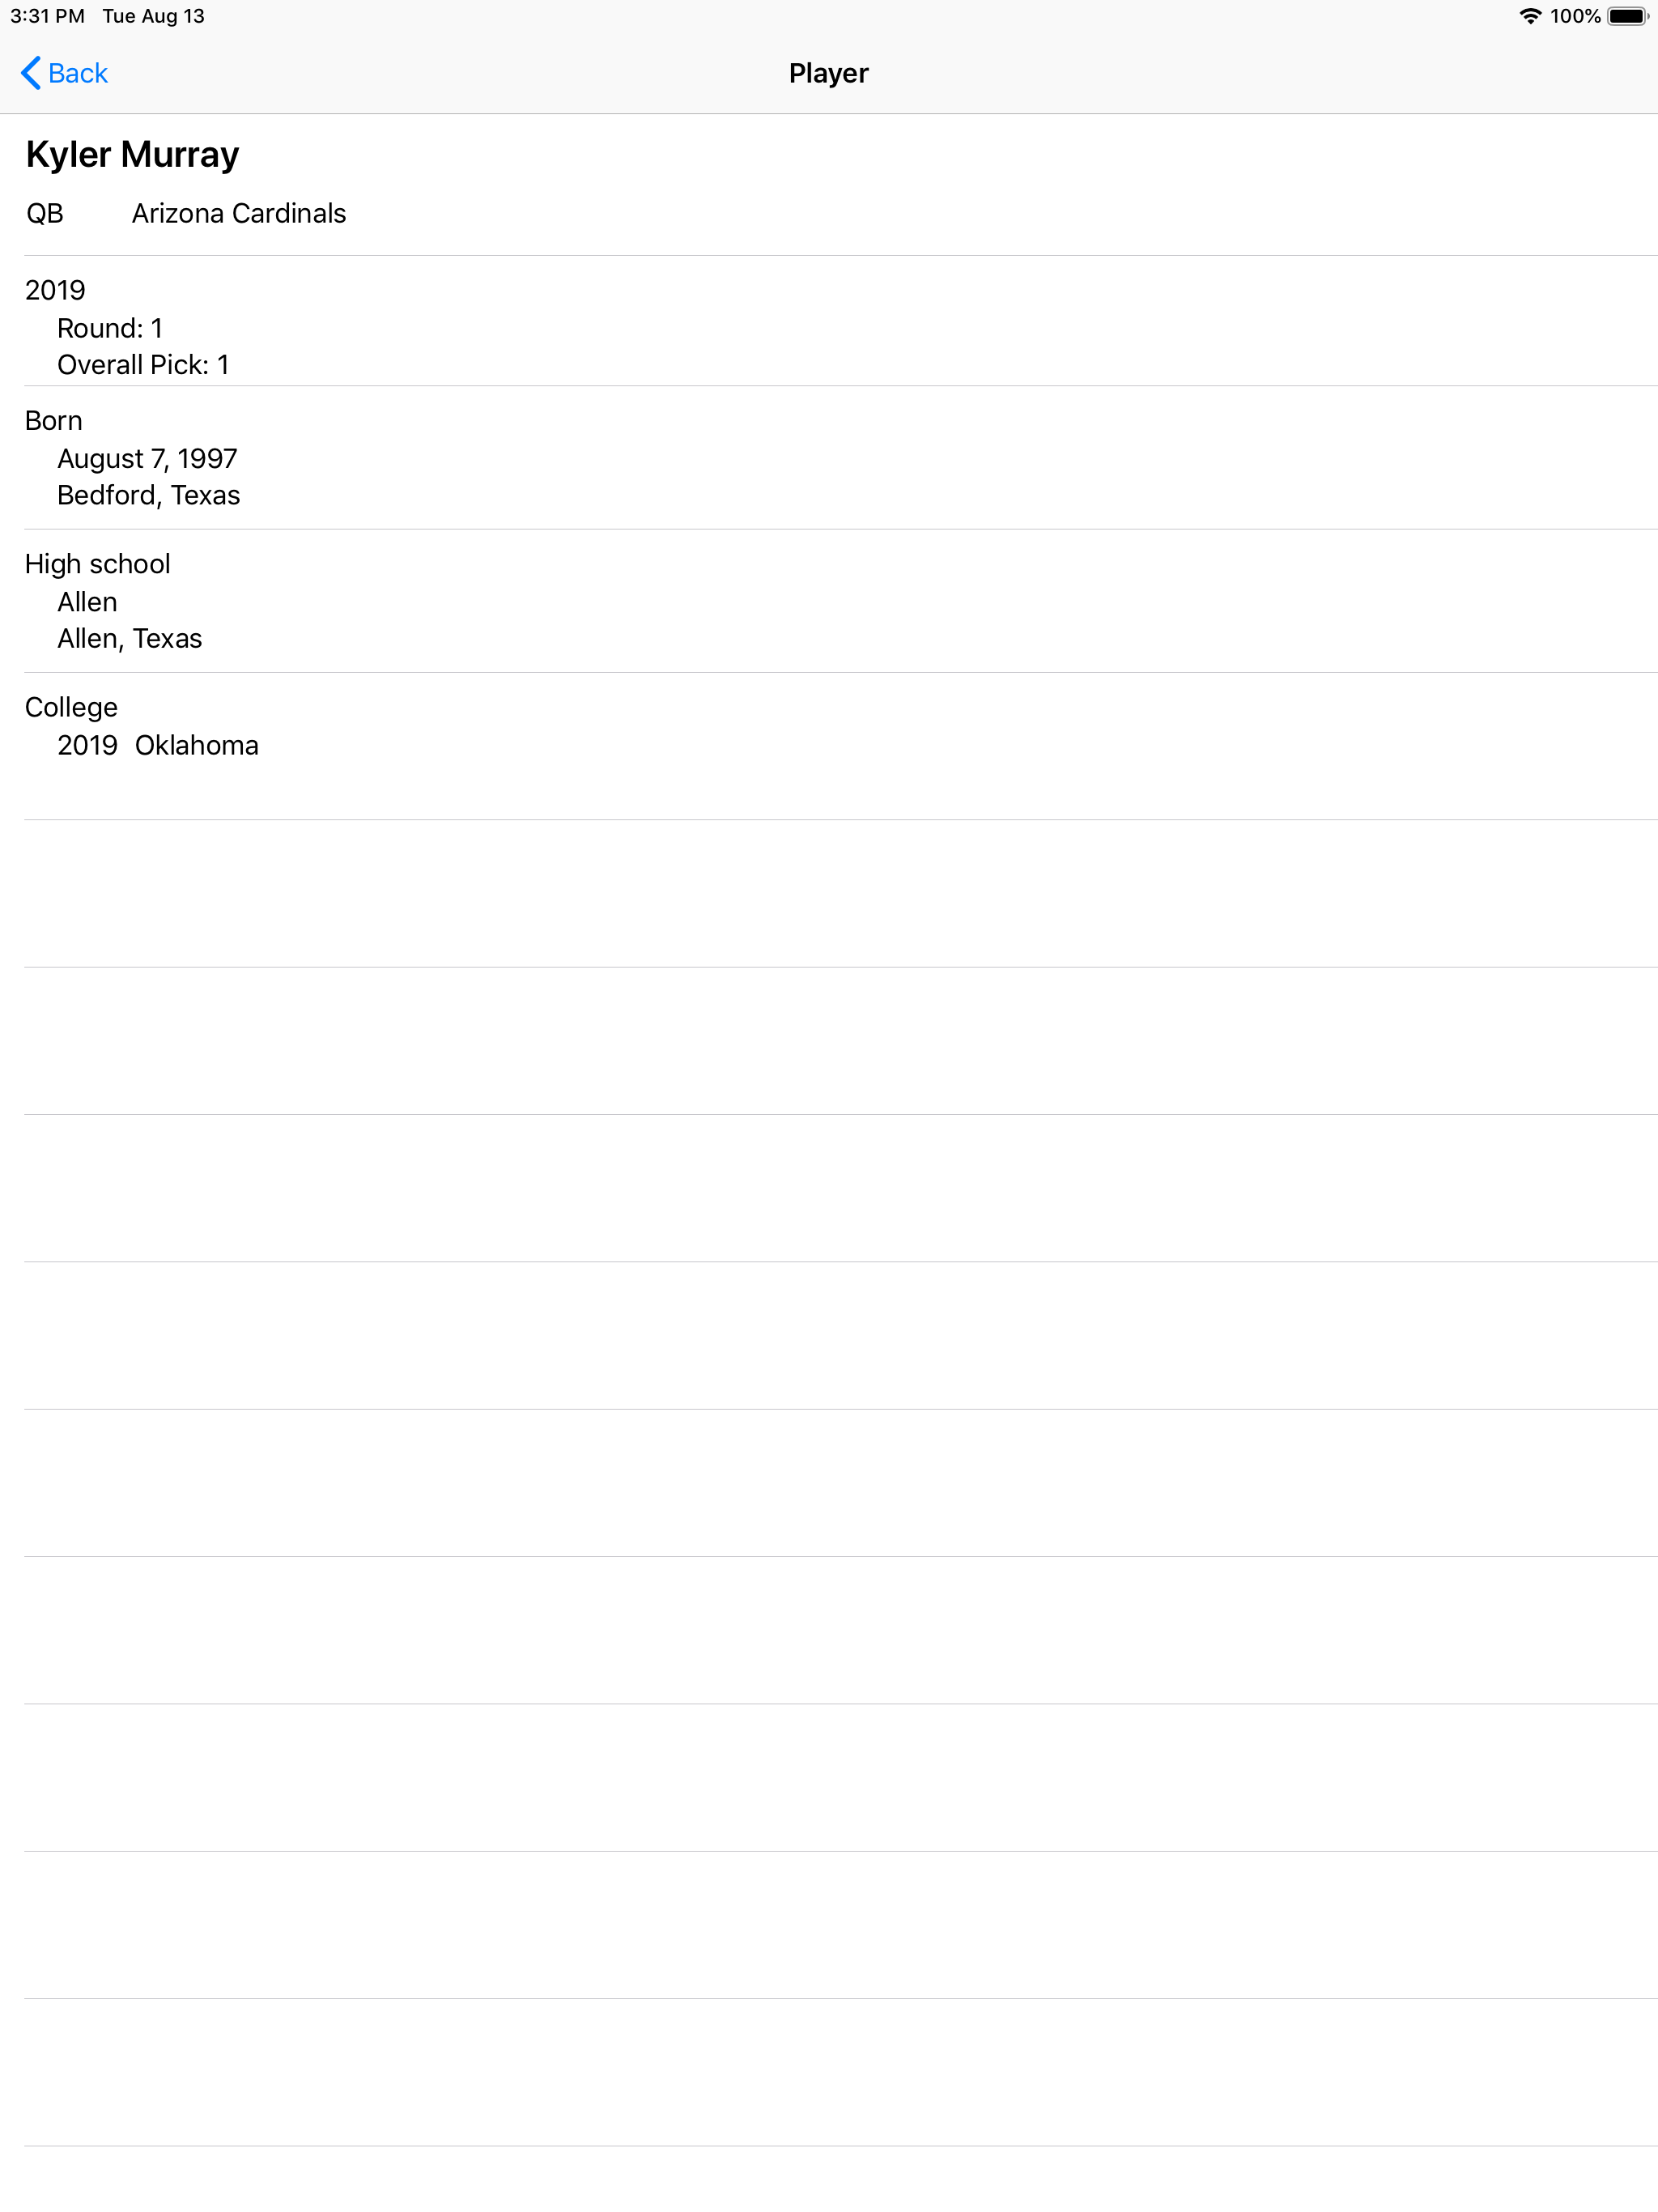 3:31 PM Tue Aug 13 100%
Back Player
Kyler Murray
QB Arizona Cardinals
2019
Round: 1
Overall Pick: 1
Born
August 7, 1997
Bedford, Texas
High school
Allen
Allen, Texas
College
2019 Oklahoma